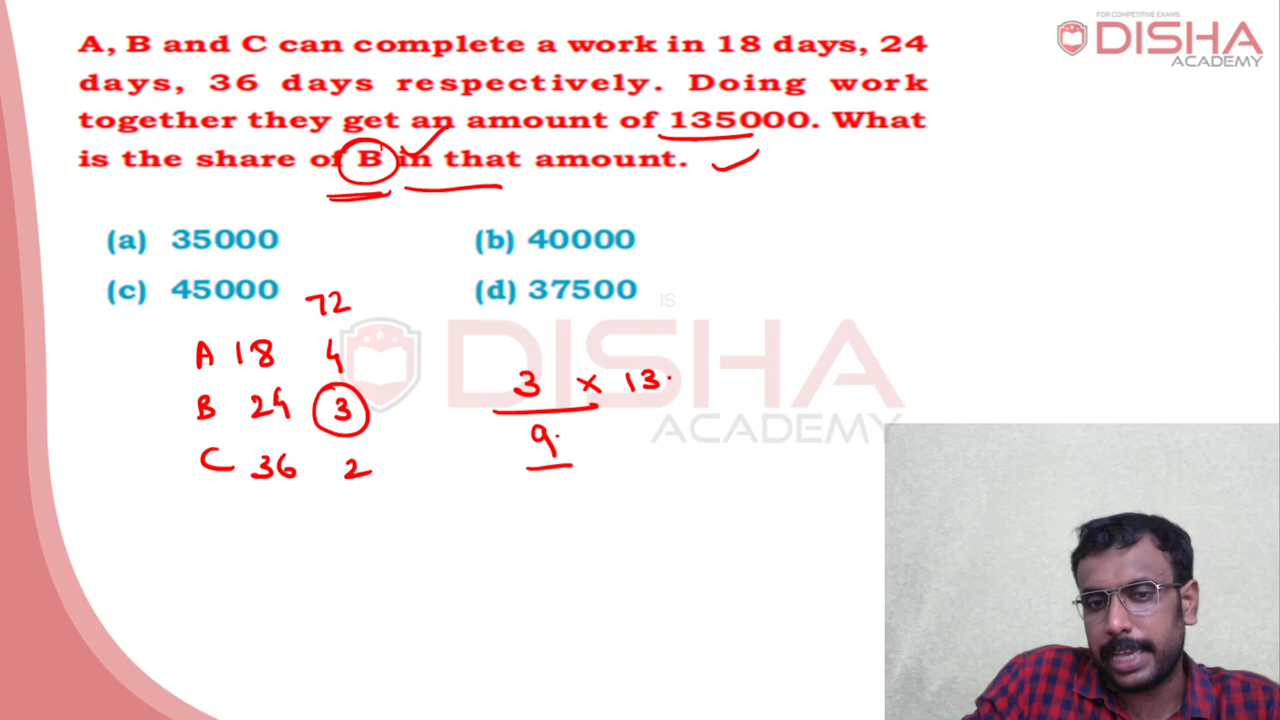 FOR COMPETITIVE EXAMS
DISHA
ACADEMY
A, B and C can complete a work in 18 days, 24
days, 36 days respectively. Doing work
together they get an amount of 135000. What
is the share of B in that amount.
(a) 35000
(b) 40000
(c) 45000
(d) 37500
IS
DISHA
ACADEMY
72
A 18 4
B 24 3
C 36 2
3 × 13
9